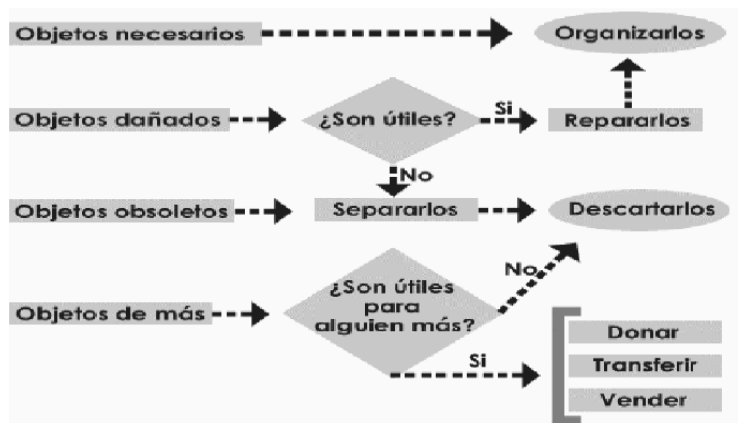 Objetos necesarios
Organizarlos
Objetos dañados
¿Son útiles?
Si
Repararlos
No
Objetos obsoletos
Separarlos
Descartarlos
Objetos de más
¿Son útiles
para
alguien más?
No
Si
Donar
Transferir
Vender